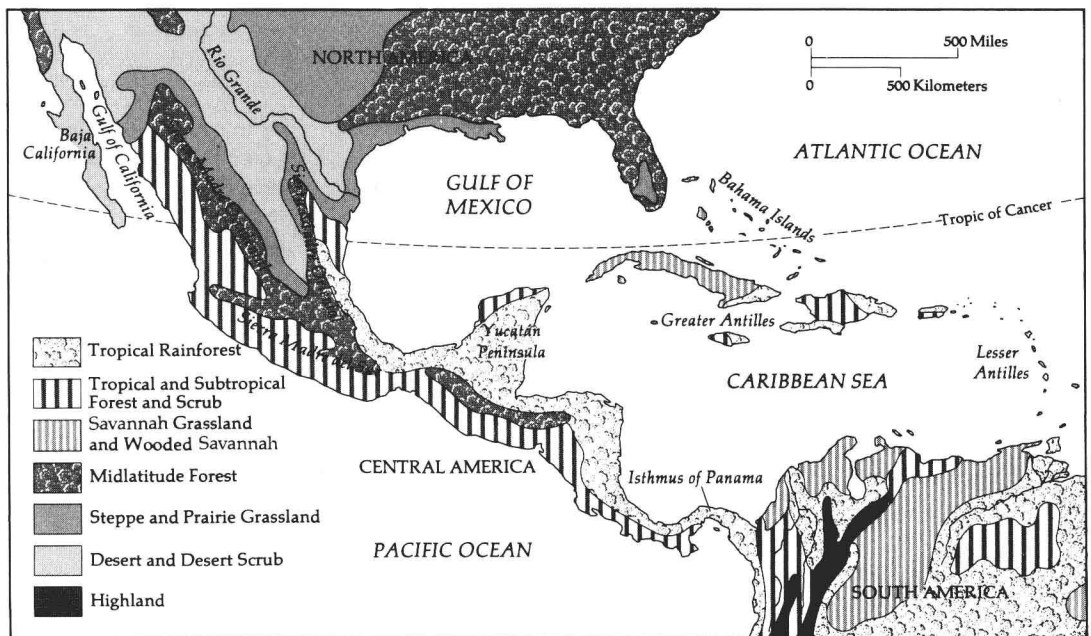 NORTH AMERICA
Rio Grande
0 500 Miles
0 500 Kilometers
Baja
California
Gulf of California
GULF OF
MEXICO
ATLANTIC OCEAN
Bahama Islands
Tropic of Cancer
Sierra Madre
Yucatán
Peninsula
Greater Antilles
Lesser
Antilles
CARIBBEAN SEA
CENTRAL AMERICA
Isthmus of Panama
PACIFIC OCEAN
SOUTH AMERICA
Tropical Rainforest
Tropical and Subtropical
Forest and Scrub
Savannah Grassland
and Wooded Savannah
Midlatitude Forest
Steppe and Prairie Grassland
Desert and Desert Scrub
Highland